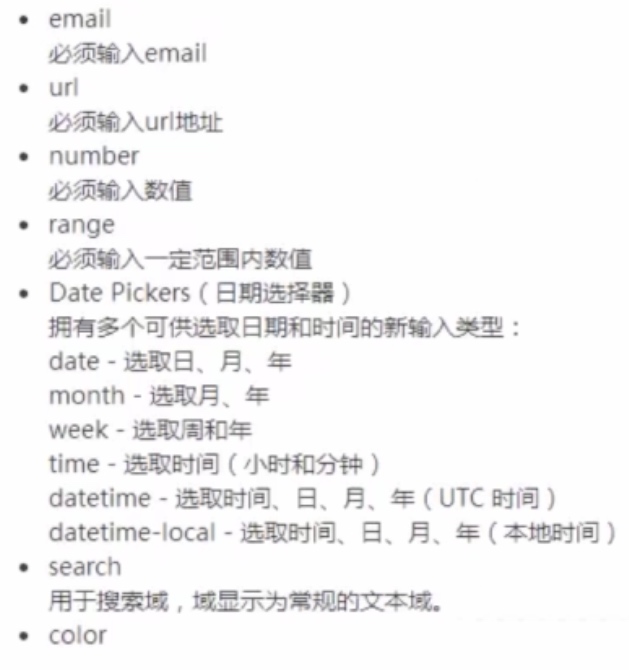 • email
必须输入email
• url
必须输入url地址
• number
必须输入数值
• range
必须输入一定范围内数值
• Date Pickers（日期选择器）
拥有多个可供选取日期和时间的新输入类型：
date - 选取日、月、年
month - 选取月、年
week - 选取周和年
time - 选取时间（小时和分钟）
datetime - 选取时间、日、月、年（UTC 时间）
datetime-local - 选取时间、日、月、年（本地时间）
• search
用于搜索域，域显示为常规的文本域。
• color